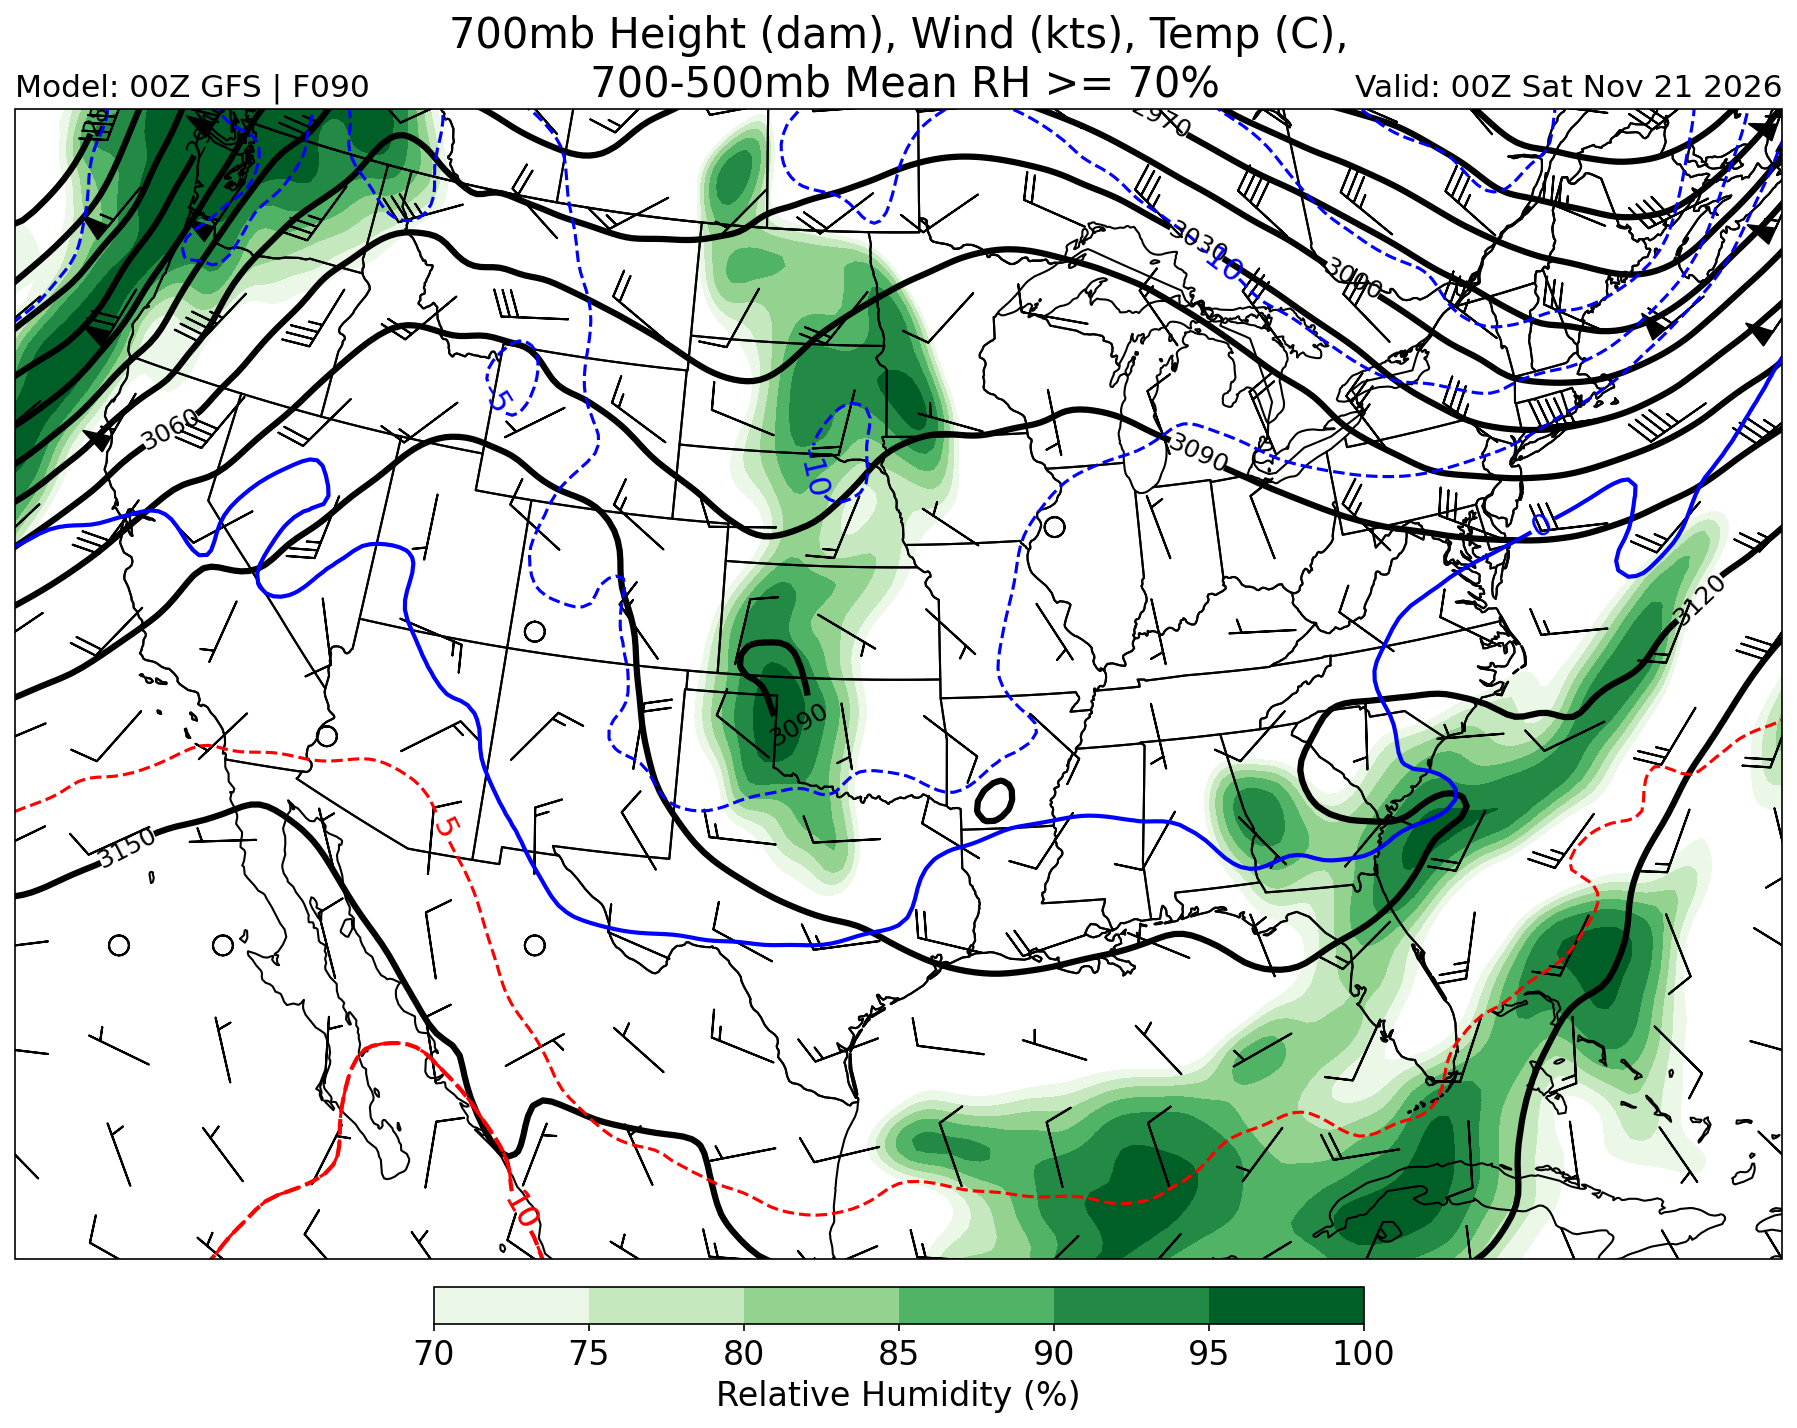 700mb Height (dam), Wind (kts), Temp (C),
700-500mb Mean RH >= 70%
Model: 00Z GFS | F090
Valid: 00Z Sat Nov 21 2026
2970
3030
3000
-10
3060
-5
3090
-10
0
3120
3090
3150
5
10
70 75 80 85 90 95 100
Relative Humidity (%)